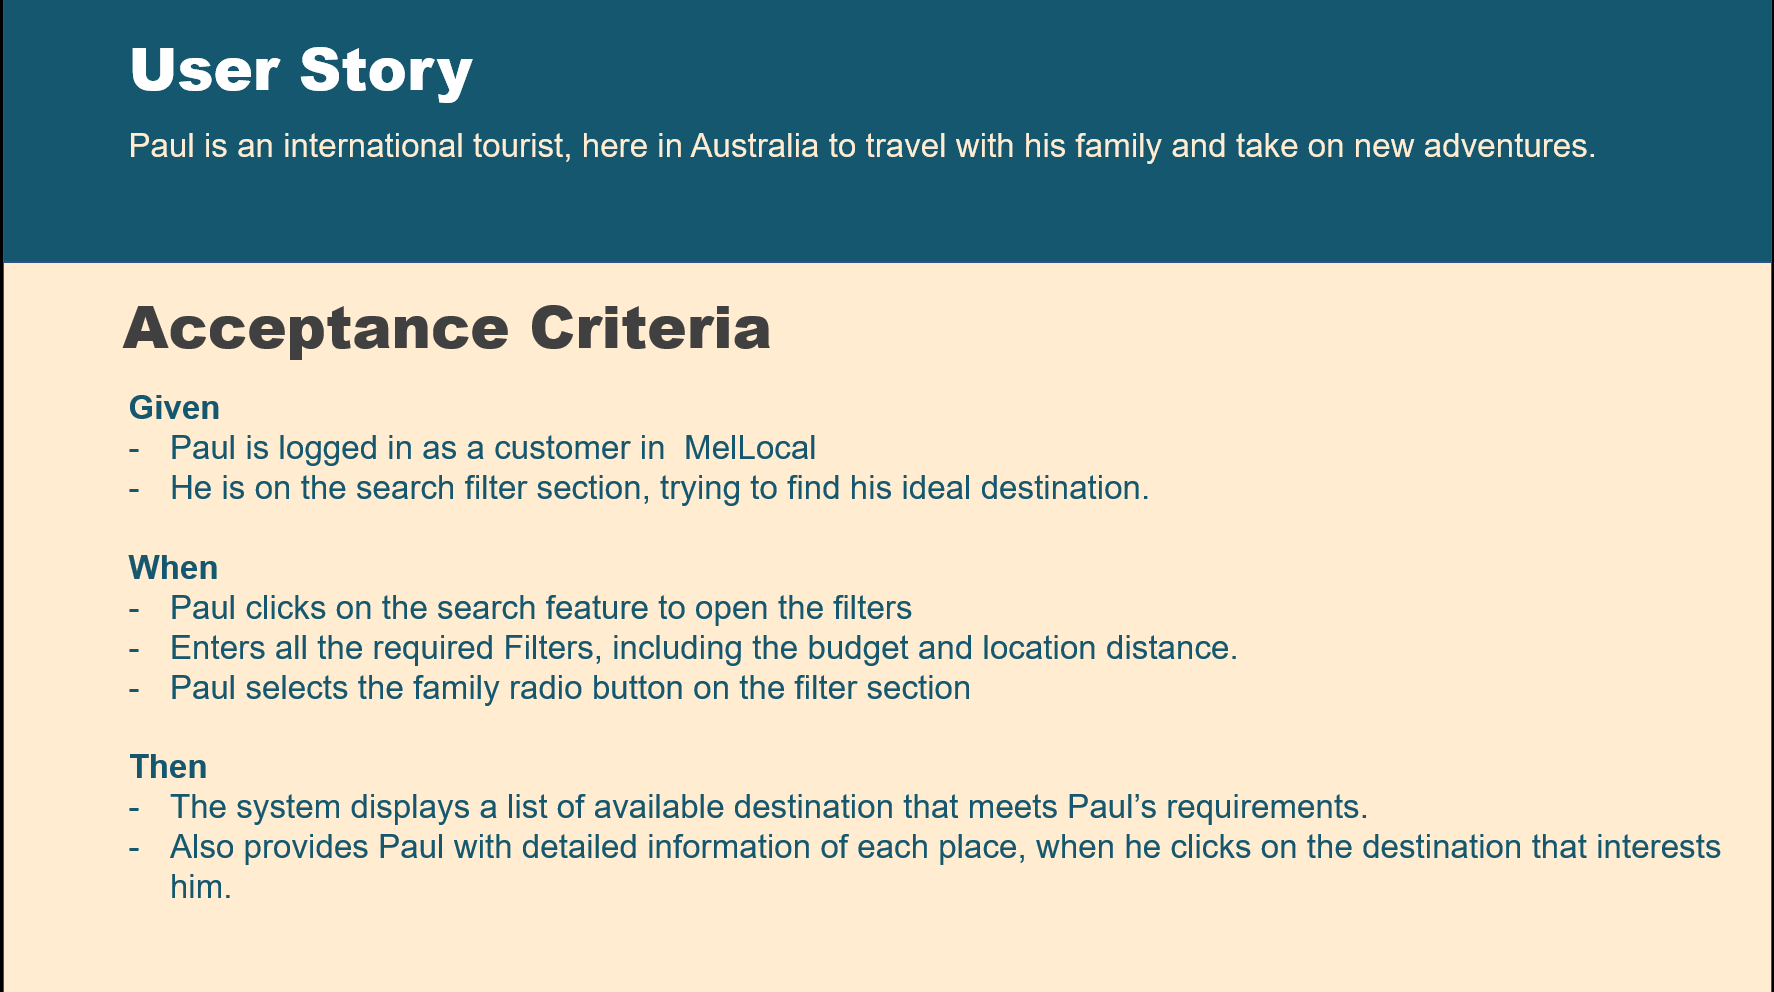 User Story
Paul is an international tourist, here in Australia to travel with his family and take on new adventures.
Acceptance Criteria
Given
- Paul is logged in as a customer in  MelLocal
- He is on the search filter section, trying to find his ideal destination.
When
- Paul clicks on the search feature to open the filters
- Enters all the required Filters, including the budget and location distance.
- Paul selects the family radio button on the filter section
Then
- The system displays a list of available destination that meets Paul’s requirements.
- Also provides Paul with detailed information of each place, when he clicks on the destination that interests
him.